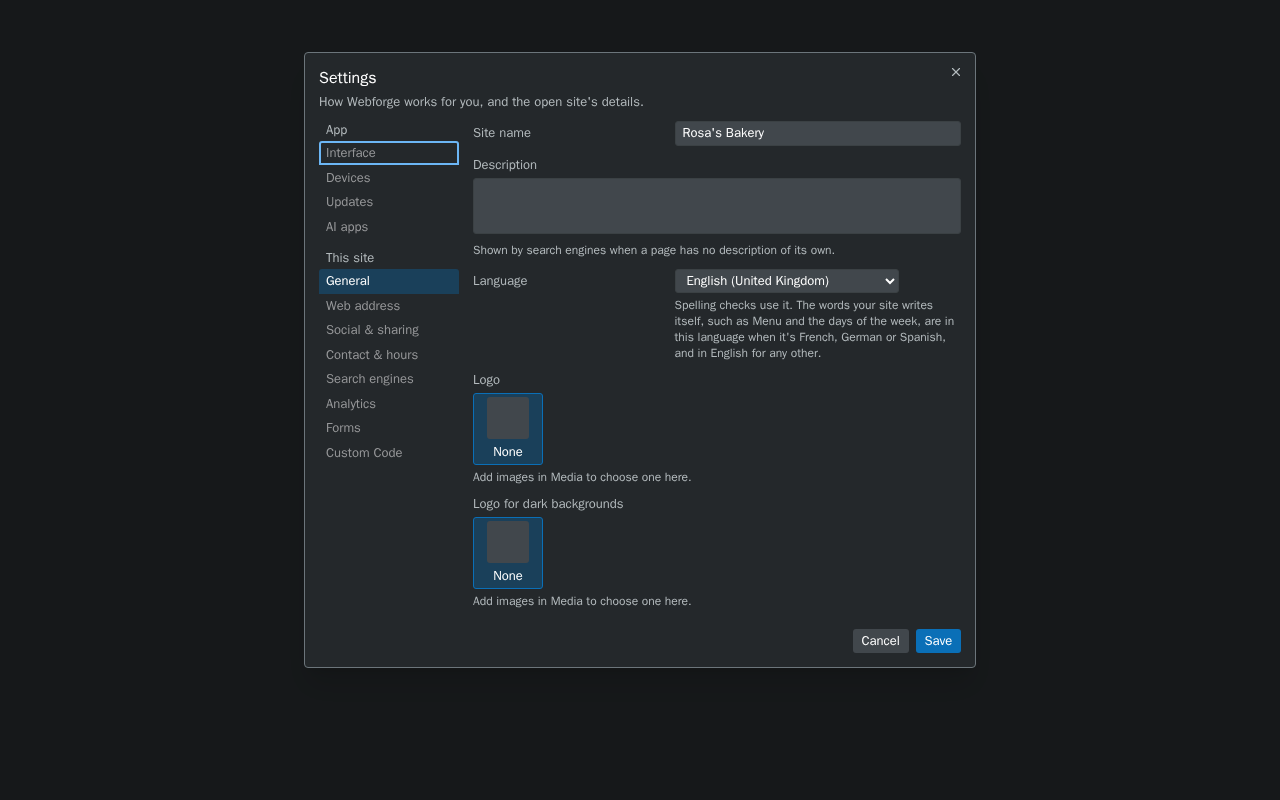 Settings
How Webforge works for you, and the open site's details.
App
Interface
Devices
Updates
AI apps
This site
General
Web address
Social & sharing
Contact & hours
Search engines
Analytics
Forms
Custom Code
Site name
Rosa's Bakery
Description
Shown by search engines when a page has no description of its own.
Language
English (United Kingdom)
Spelling checks use it. The words your site writes
itself, such as Menu and the days of the week, are in
this language when it's French, German or Spanish,
and in English for any other.
Logo
None
Add images in Media to choose one here.
Logo for dark backgrounds
None
Add images in Media to choose one here.
Cancel
Save